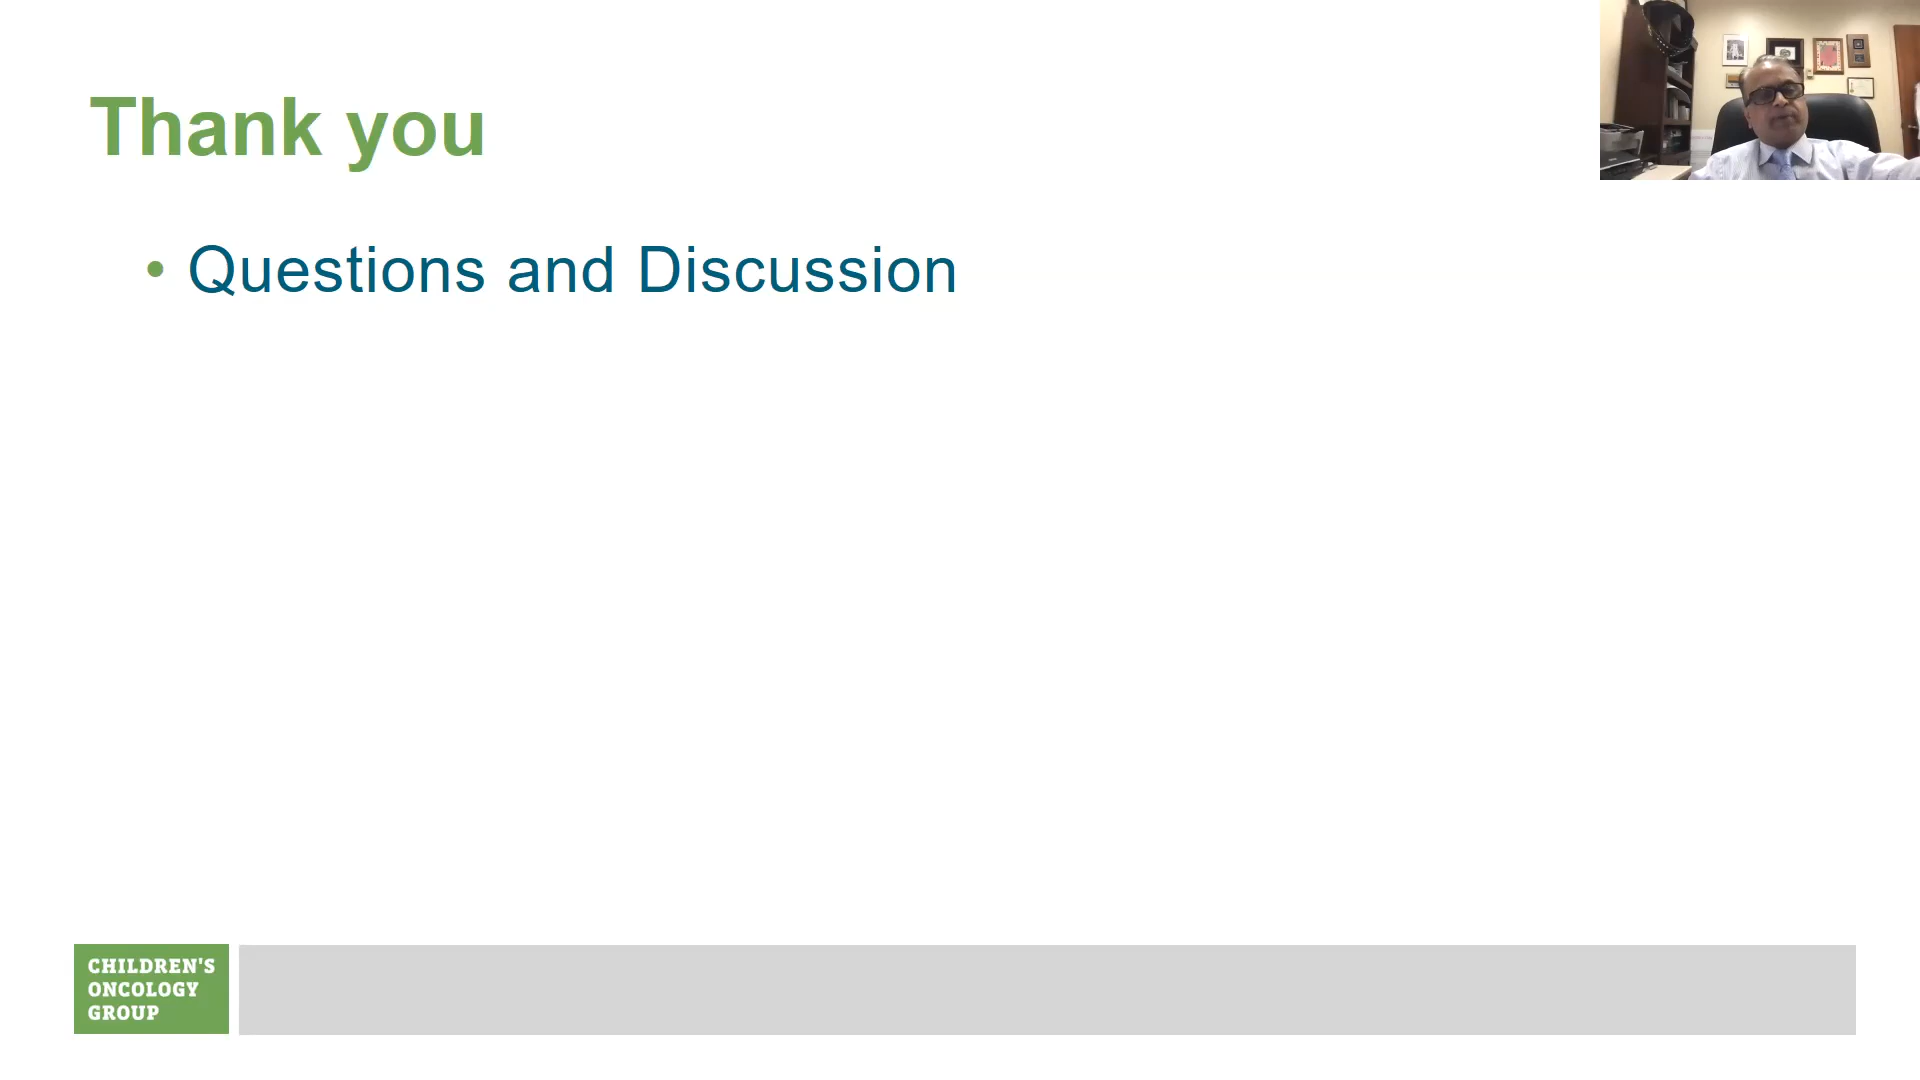 Thank you
• Questions and Discussion
CHILDREN'S
ONCOLOGY
GROUP